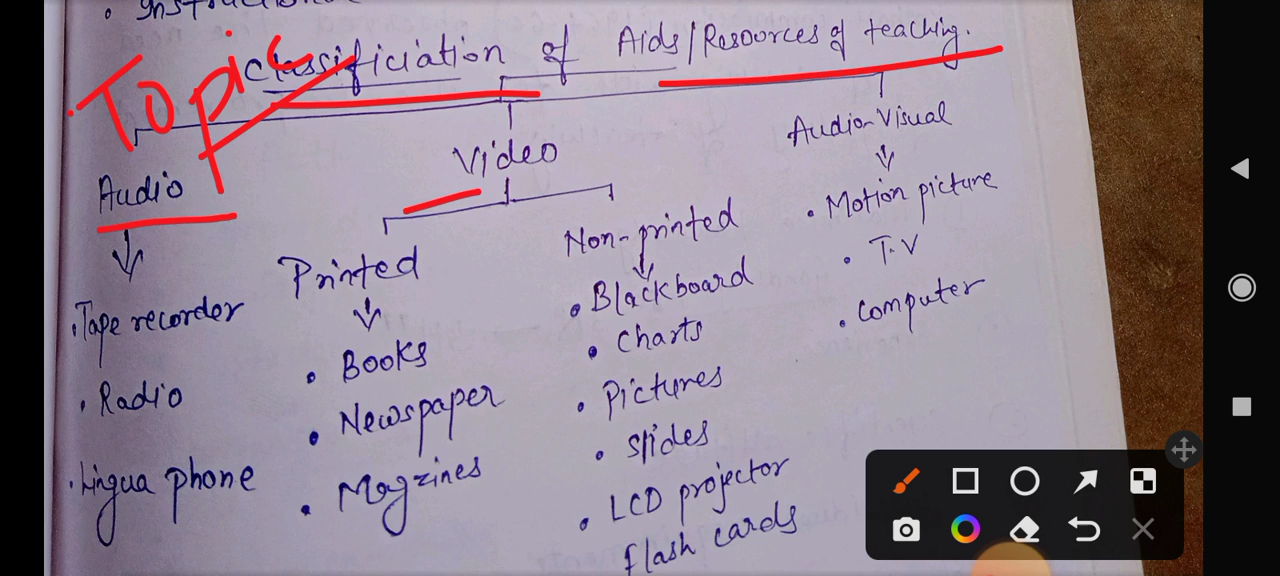 • Instructiona
Topic
Classificiation of Aids/Resources of teaching.
Audio
• Tape recorder
• Radio
• Lingua phone
Video
Printed
• Books
• Newspaper
• Magzines
Non-printed
• Blackboard
• Charts
• Pictures
• Slides
• LCD projector
flash cards
Audio-Visual
• Motion picture
• T.V
• Computer